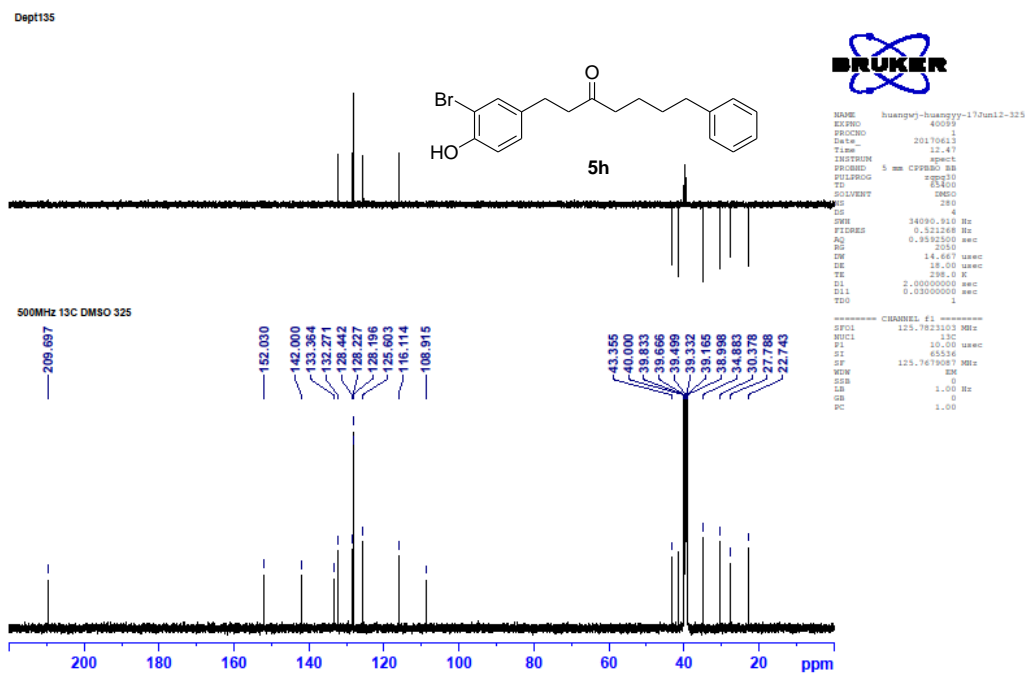 Dept135
BRUKER
O
Br
HO
5h
NAME huangwj-huangyy-17Jun12-325
EXPNO 40099
PROCNO 1
Date_ 20170613
Time 12.47
INSTRUM spect
PROBHD 5 mm CPPBBO BB
PULPROG zgpg30
TD 65400
SOLVENT DMSO
NS 280
DS 4
SWH 34090.910 Hz
FIDRES 0.521268 Hz
AQ 0.9592500 sec
RG 2050
DW 14.667 usec
DE 18.00 usec
TE 298.0 K
D1 2.00000000 sec
D11 0.03000000 sec
TD0 1
======== CHANNEL f1 ========
SFO1 125.7823103 MHz
NUC1 13C
P1 10.00 usec
SI 65536
SF 125.7679087 MHz
WDW EM
SSB 0
LB 1.00 Hz
GB 0
PC 1.00
500MHz 13C DMSO 325
209.697
152.030
142.000
133.364
132.271
128.442
128.227
128.196
125.603
116.114
108.915
43.355
40.000
39.833
39.666
39.499
39.332
39.165
38.998
34.883
30.378
27.788
22.743
200 180 160 140 120 100 80 60 40 20 ppm